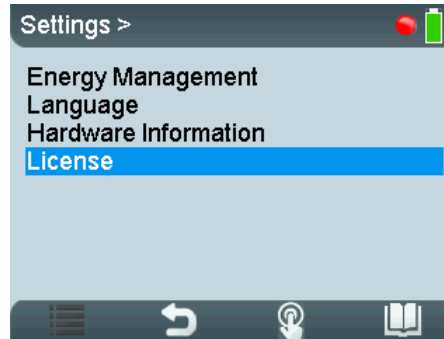 Settings >
Energy Management
Language
Hardware Information
License